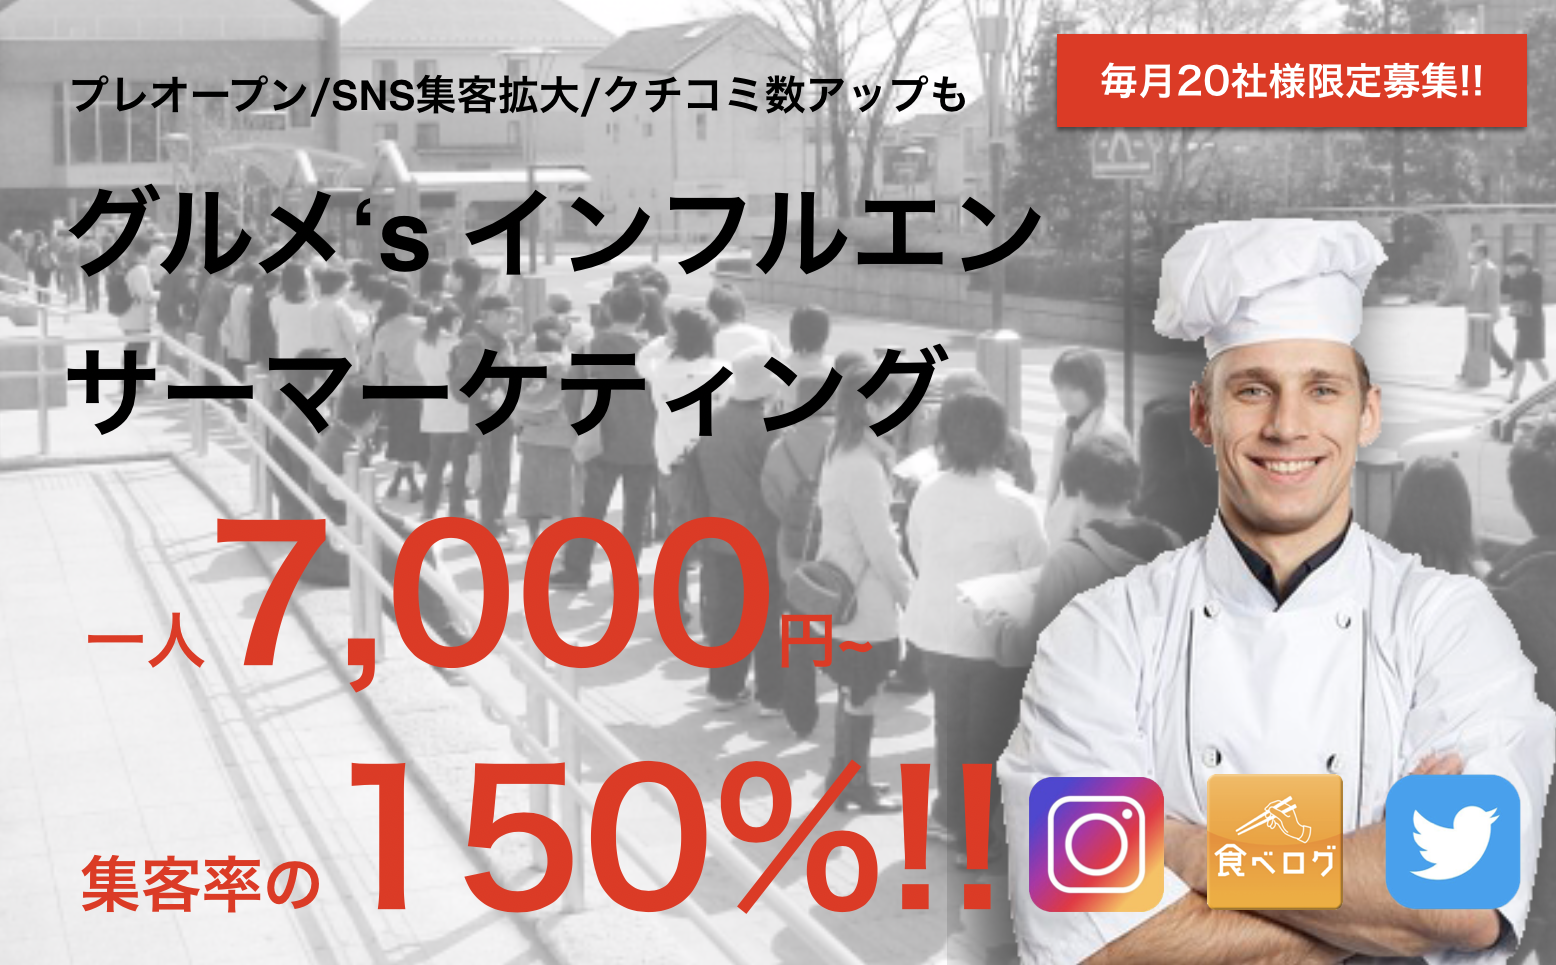 プレオープン/SNS集客拡大/クチコミ数アップも
毎月20社様限定募集!!
グルメ‘s インフルエン
サーマーケティング
一人7,000円~
集客率の150%!!
食べログ